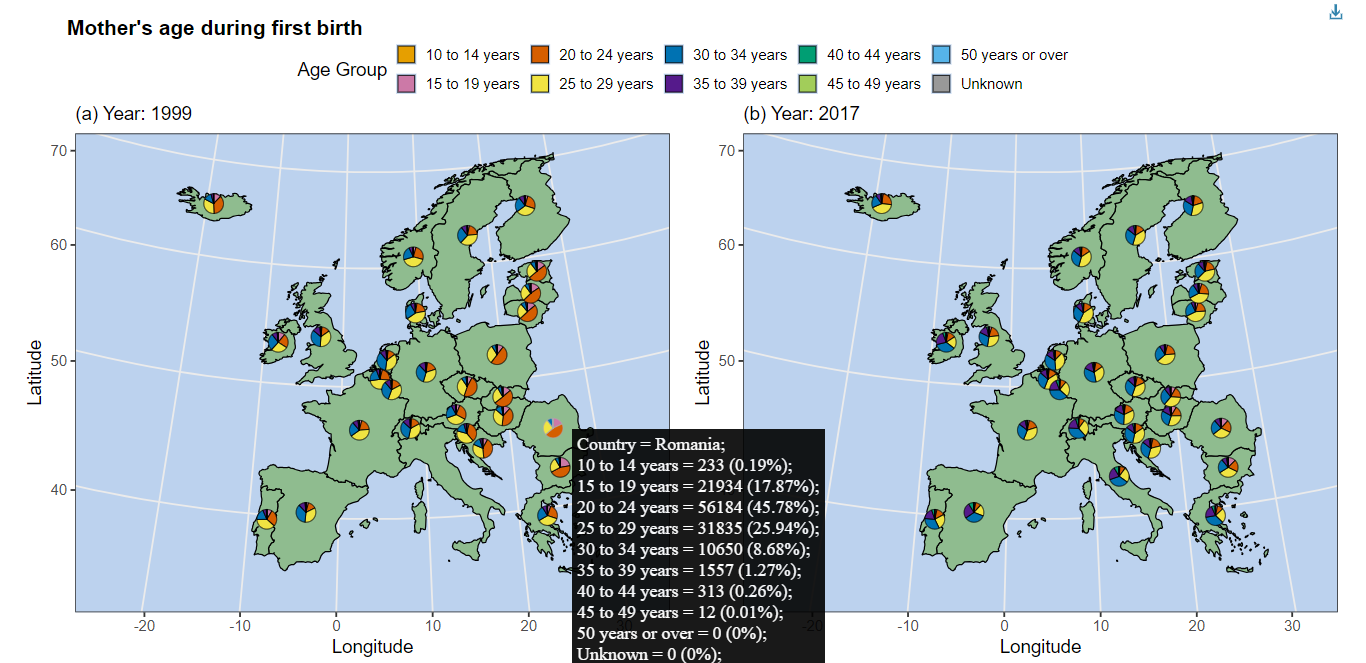 Mother's age during first birth
Age Group
10 to 14 years
20 to 24 years
30 to 34 years
40 to 44 years
50 years or over
15 to 19 years
25 to 29 years
35 to 39 years
45 to 49 years
Unknown
(a) Year: 1999
(b) Year: 2017
70
60
50
40
Latitude
-20
-10
0
10
20
30
Longitude
70
60
50
40
Latitude
-20
-10
0
10
20
30
Longitude
Country = Romania;
10 to 14 years = 233 (0.19%);
15 to 19 years = 21934 (17.87%);
20 to 24 years = 56184 (45.78%);
25 to 29 years = 31835 (25.94%);
30 to 34 years = 10650 (8.68%);
35 to 39 years = 1557 (1.27%);
40 to 44 years = 313 (0.26%);
45 to 49 years = 12 (0.01%);
50 years or over = 0 (0%);
Unknown = 0 (0%);